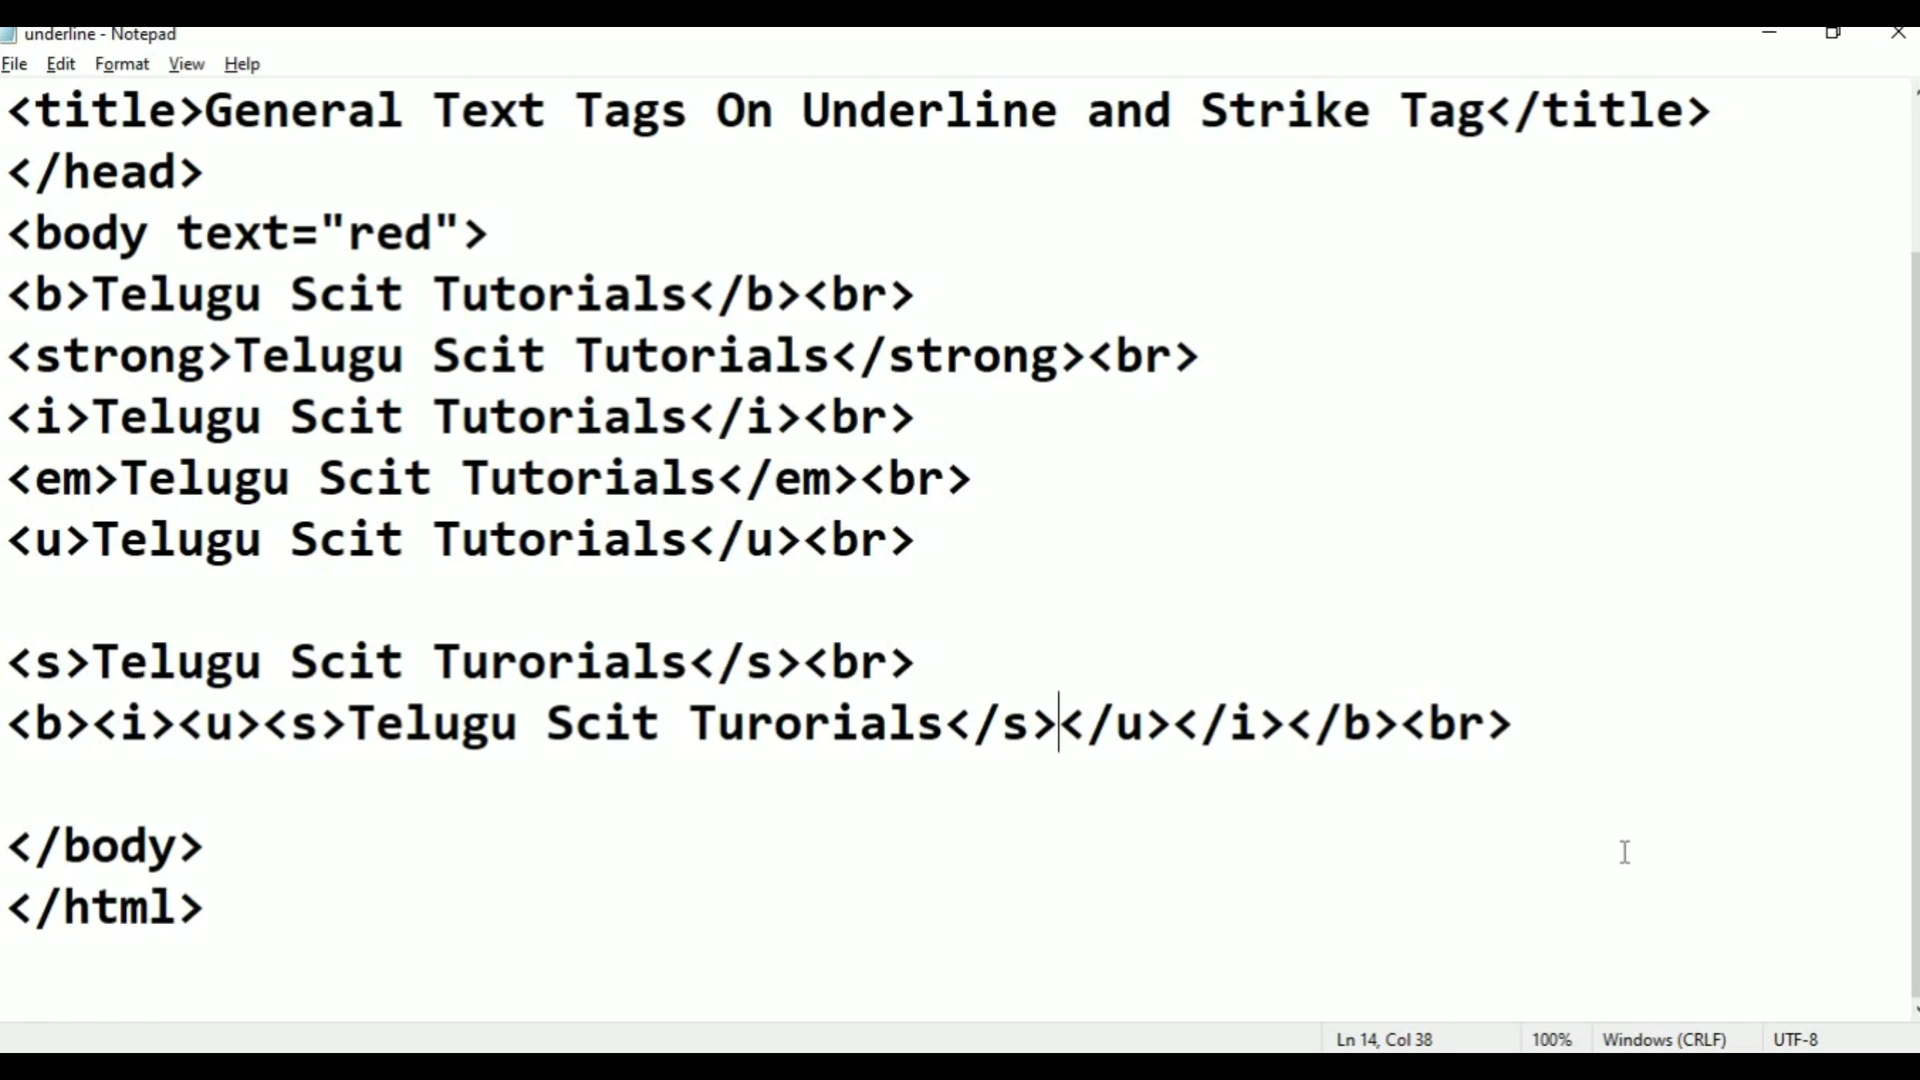 underline - Notepad
File Edit Format View Help
<title>General Text Tags On Underline and Strike Tag</title>
</head>
<body text="red">
<b>Telugu Scit Tutorials</b><br>
<strong>Telugu Scit Tutorials</strong><br>
<i>Telugu Scit Tutorials</i><br>
<em>Telugu Scit Tutorials</em><br>
<u>Telugu Scit Tutorials</u><br>
<s>Telugu Scit Turorials</s><br>
<b><i><u><s>Telugu Scit Turorials</s></u></i></b><br>
</body>
</html>
Ln 14, Col 38 100% Windows (CRLF) UTF-8